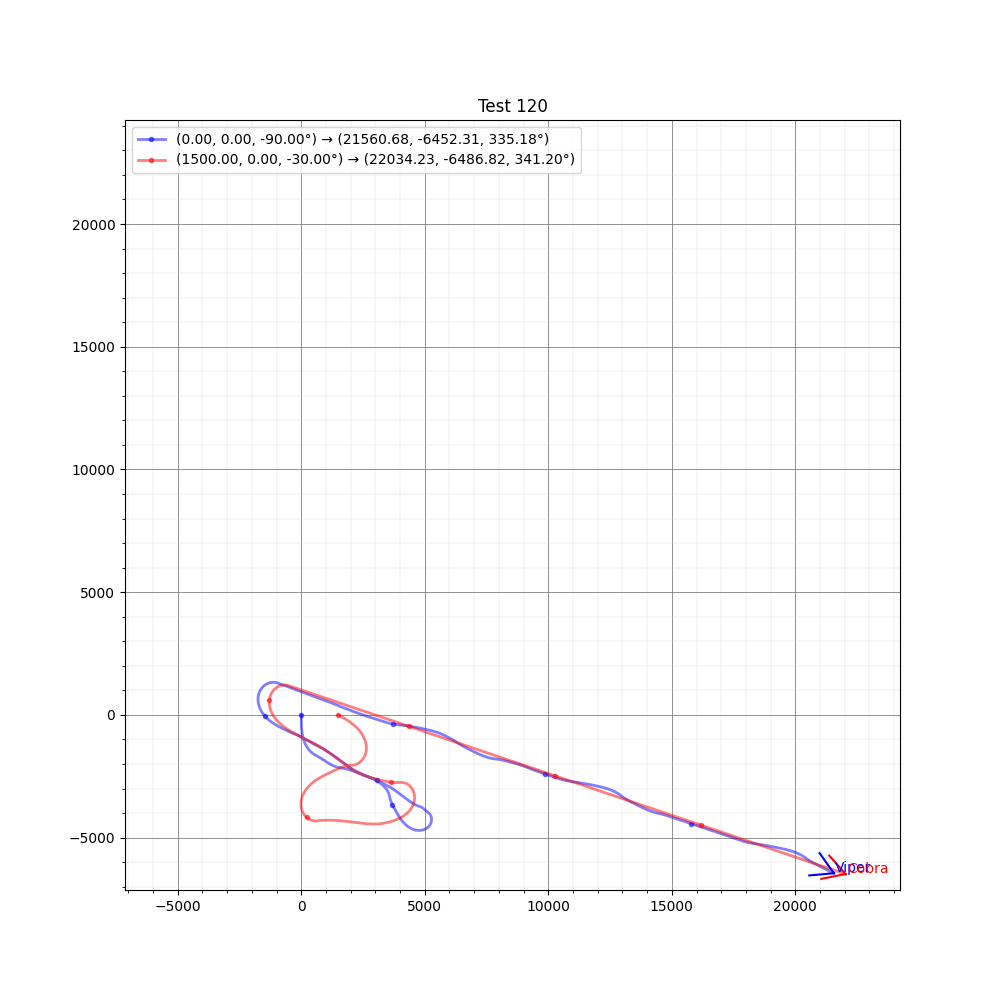 Test 120
(0.00, 0.00, -90.00°) → (21560.68, -6452.31, 335.18°)
(1500.00, 0.00, -30.00°) → (22034.23, -6486.82, 341.20°)
20000
15000
10000
5000
0
−5000
Viper
Cobra
−5000 0 5000 10000 15000 20000